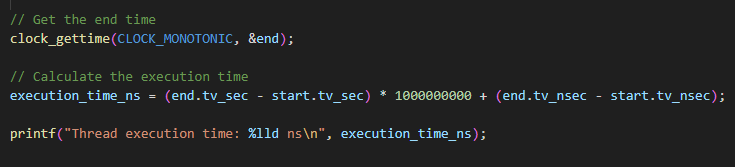 // Get the end time
clock_gettime(CLOCK_MONOTONIC, &end);
// Calculate the execution time
execution_time_ns = (end.tv_sec - start.tv_sec) * 1000000000 + (end.tv_nsec - start.tv_nsec);
printf("Thread execution time: %lld ns\n", execution_time_ns);